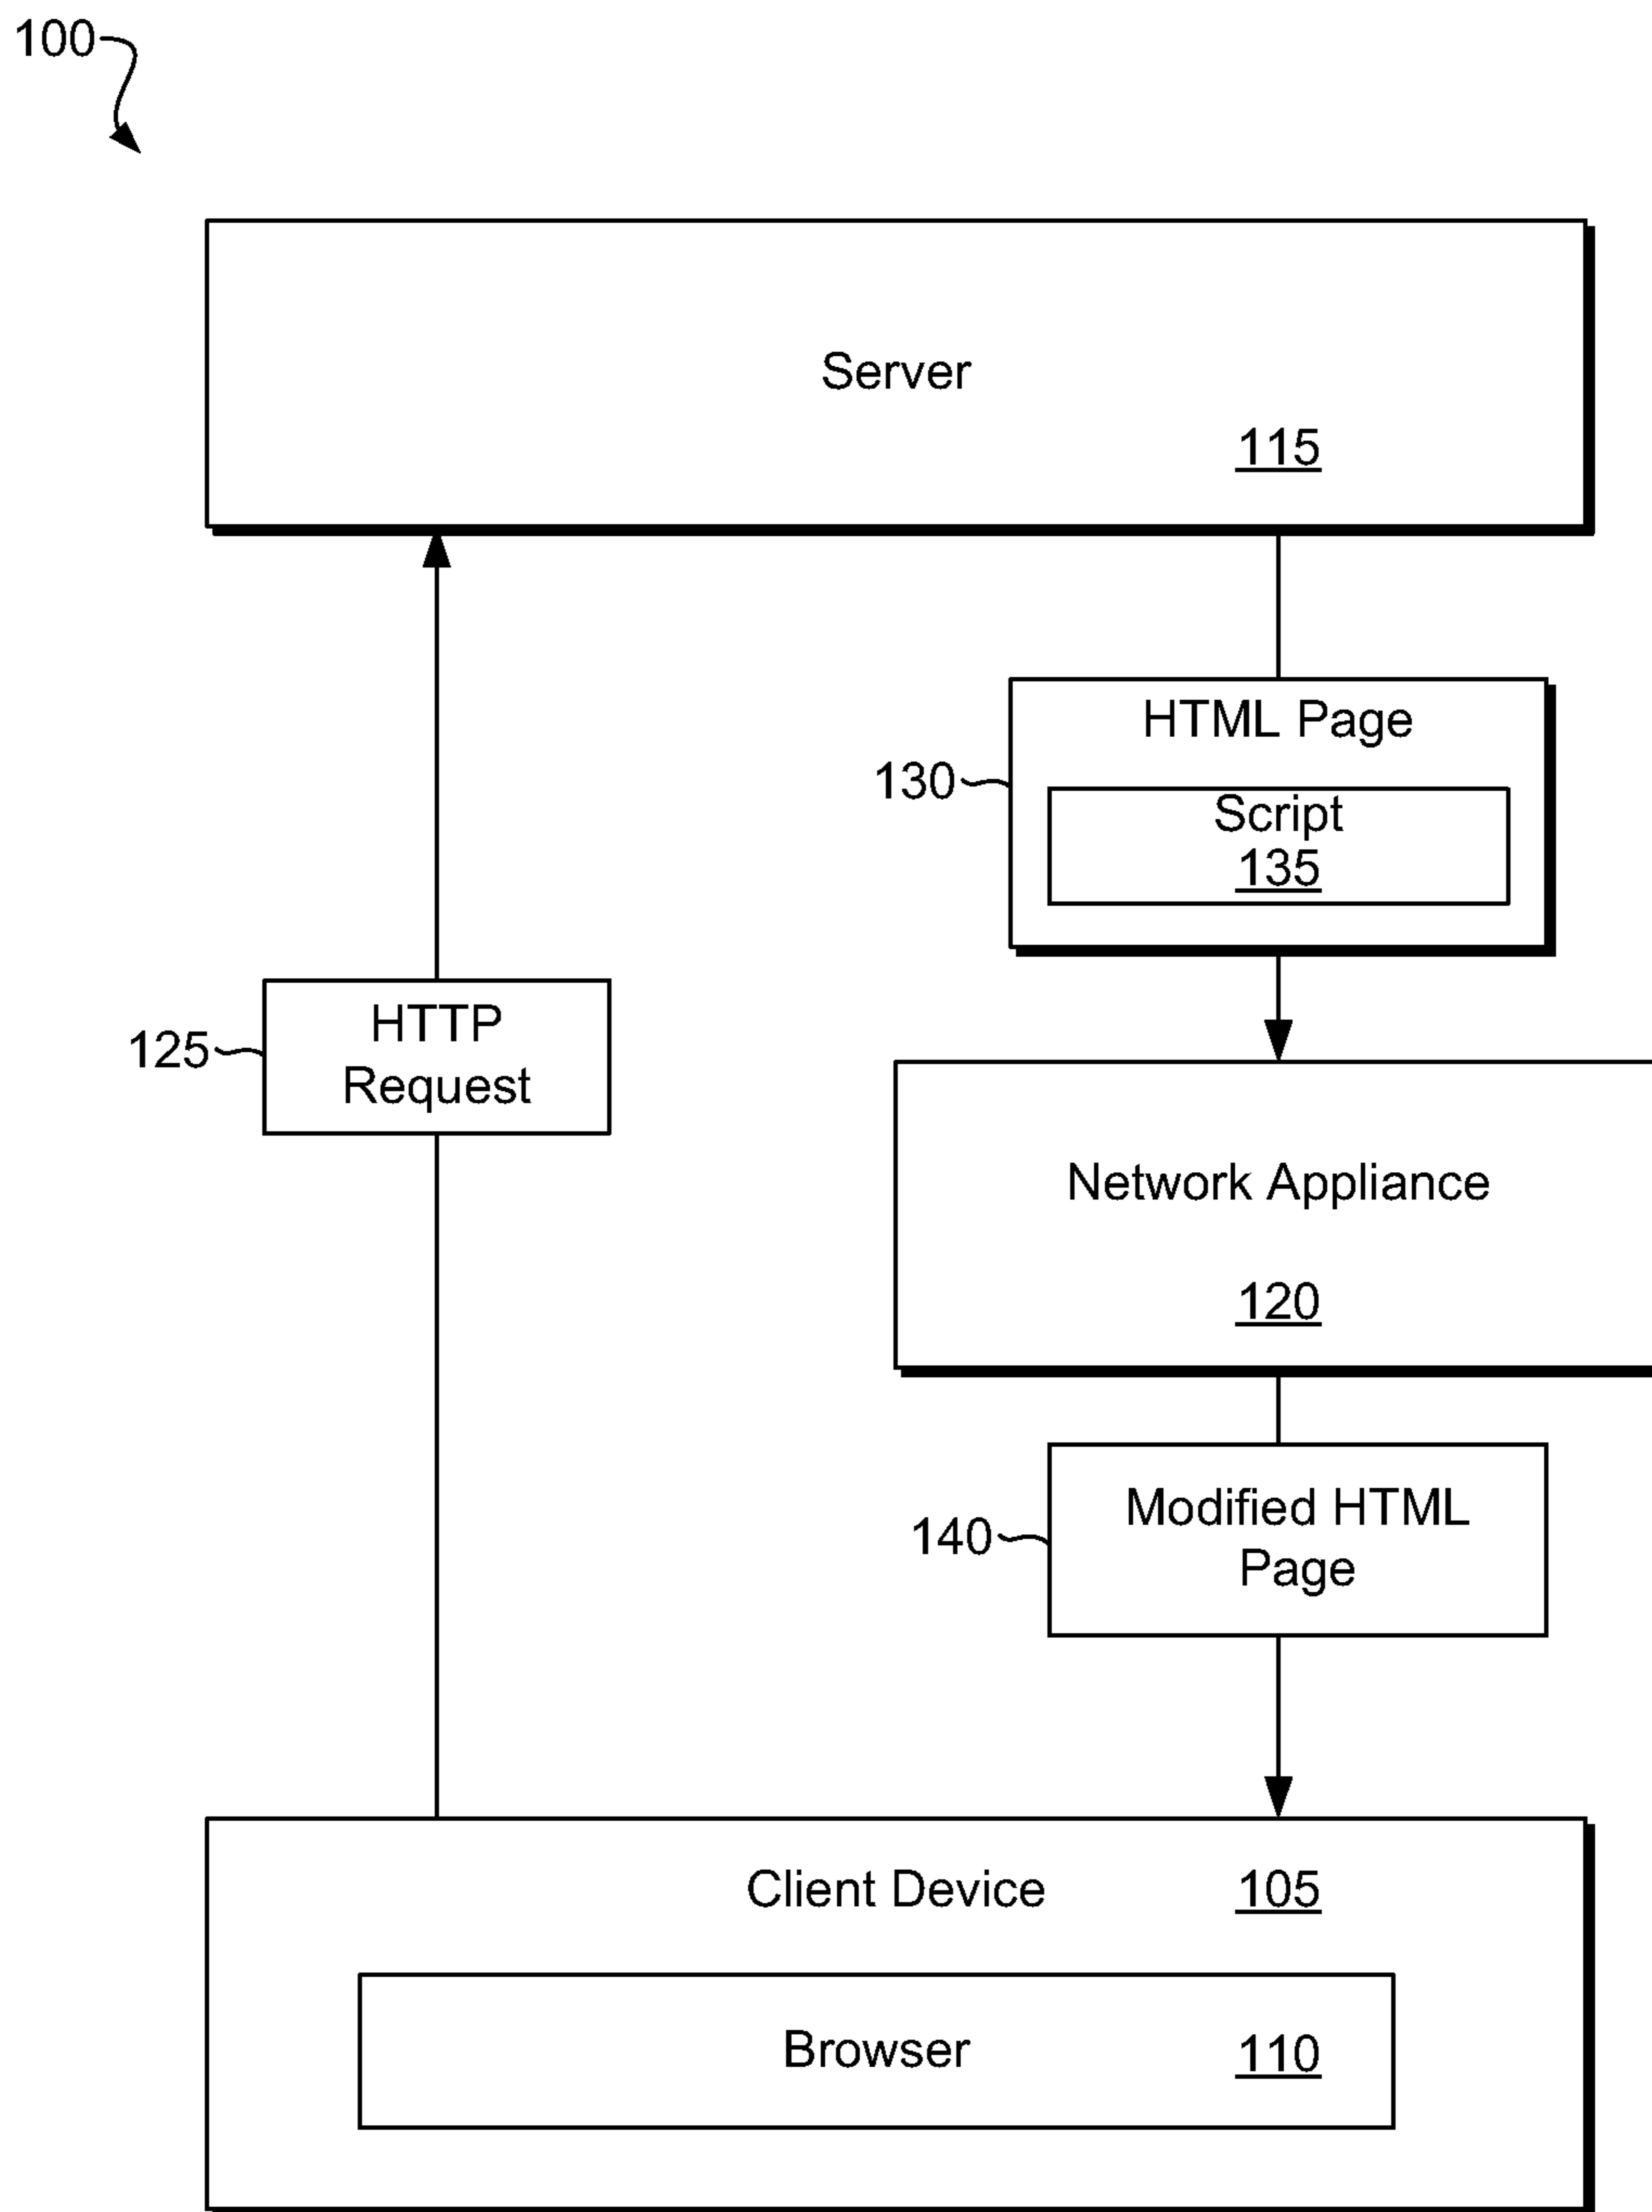 100
Server
115
HTML Page
130
Script
135
HTTP
Request
125
Network Appliance
120
Modified HTML
Page
140
Client Device 105
Browser 110